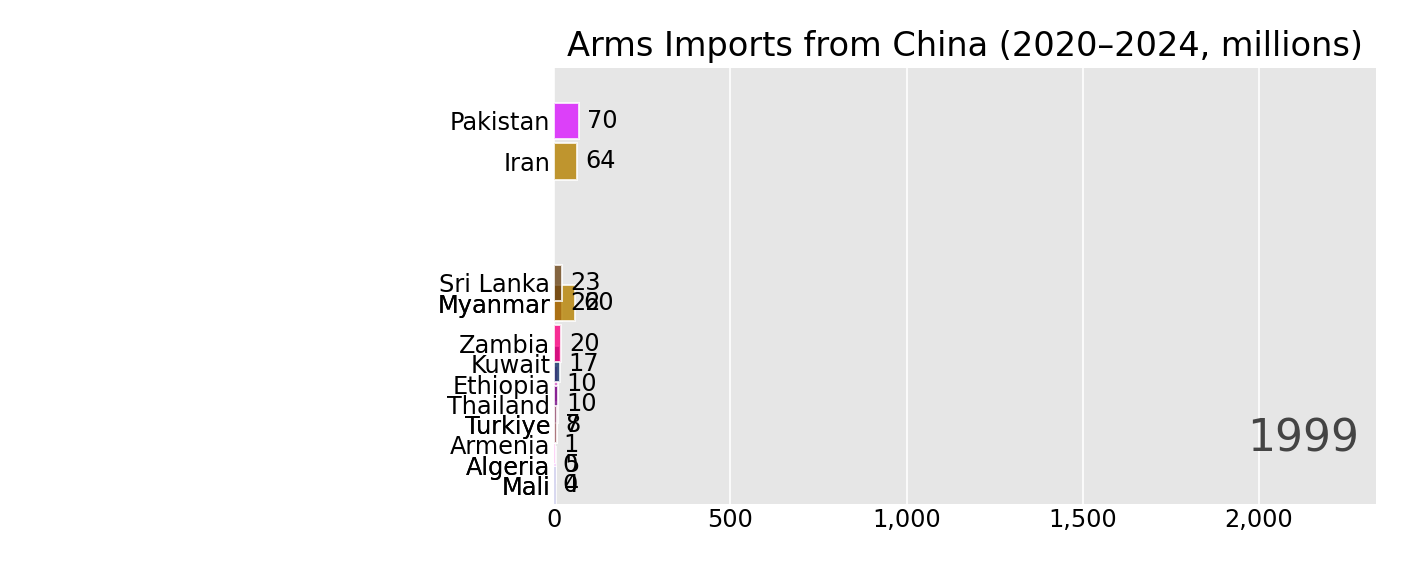 Arms Imports from China (2020–2024, millions)
Pakistan 70
Iran 64
Sri Lanka 23
Myanmar 60
Zambia 20
Kuwait 17
Ethiopia 10
Thailand 10
Turkiye
Armenia 1
Algeria
Mali
1999
0 500 1,000 1,500 2,000